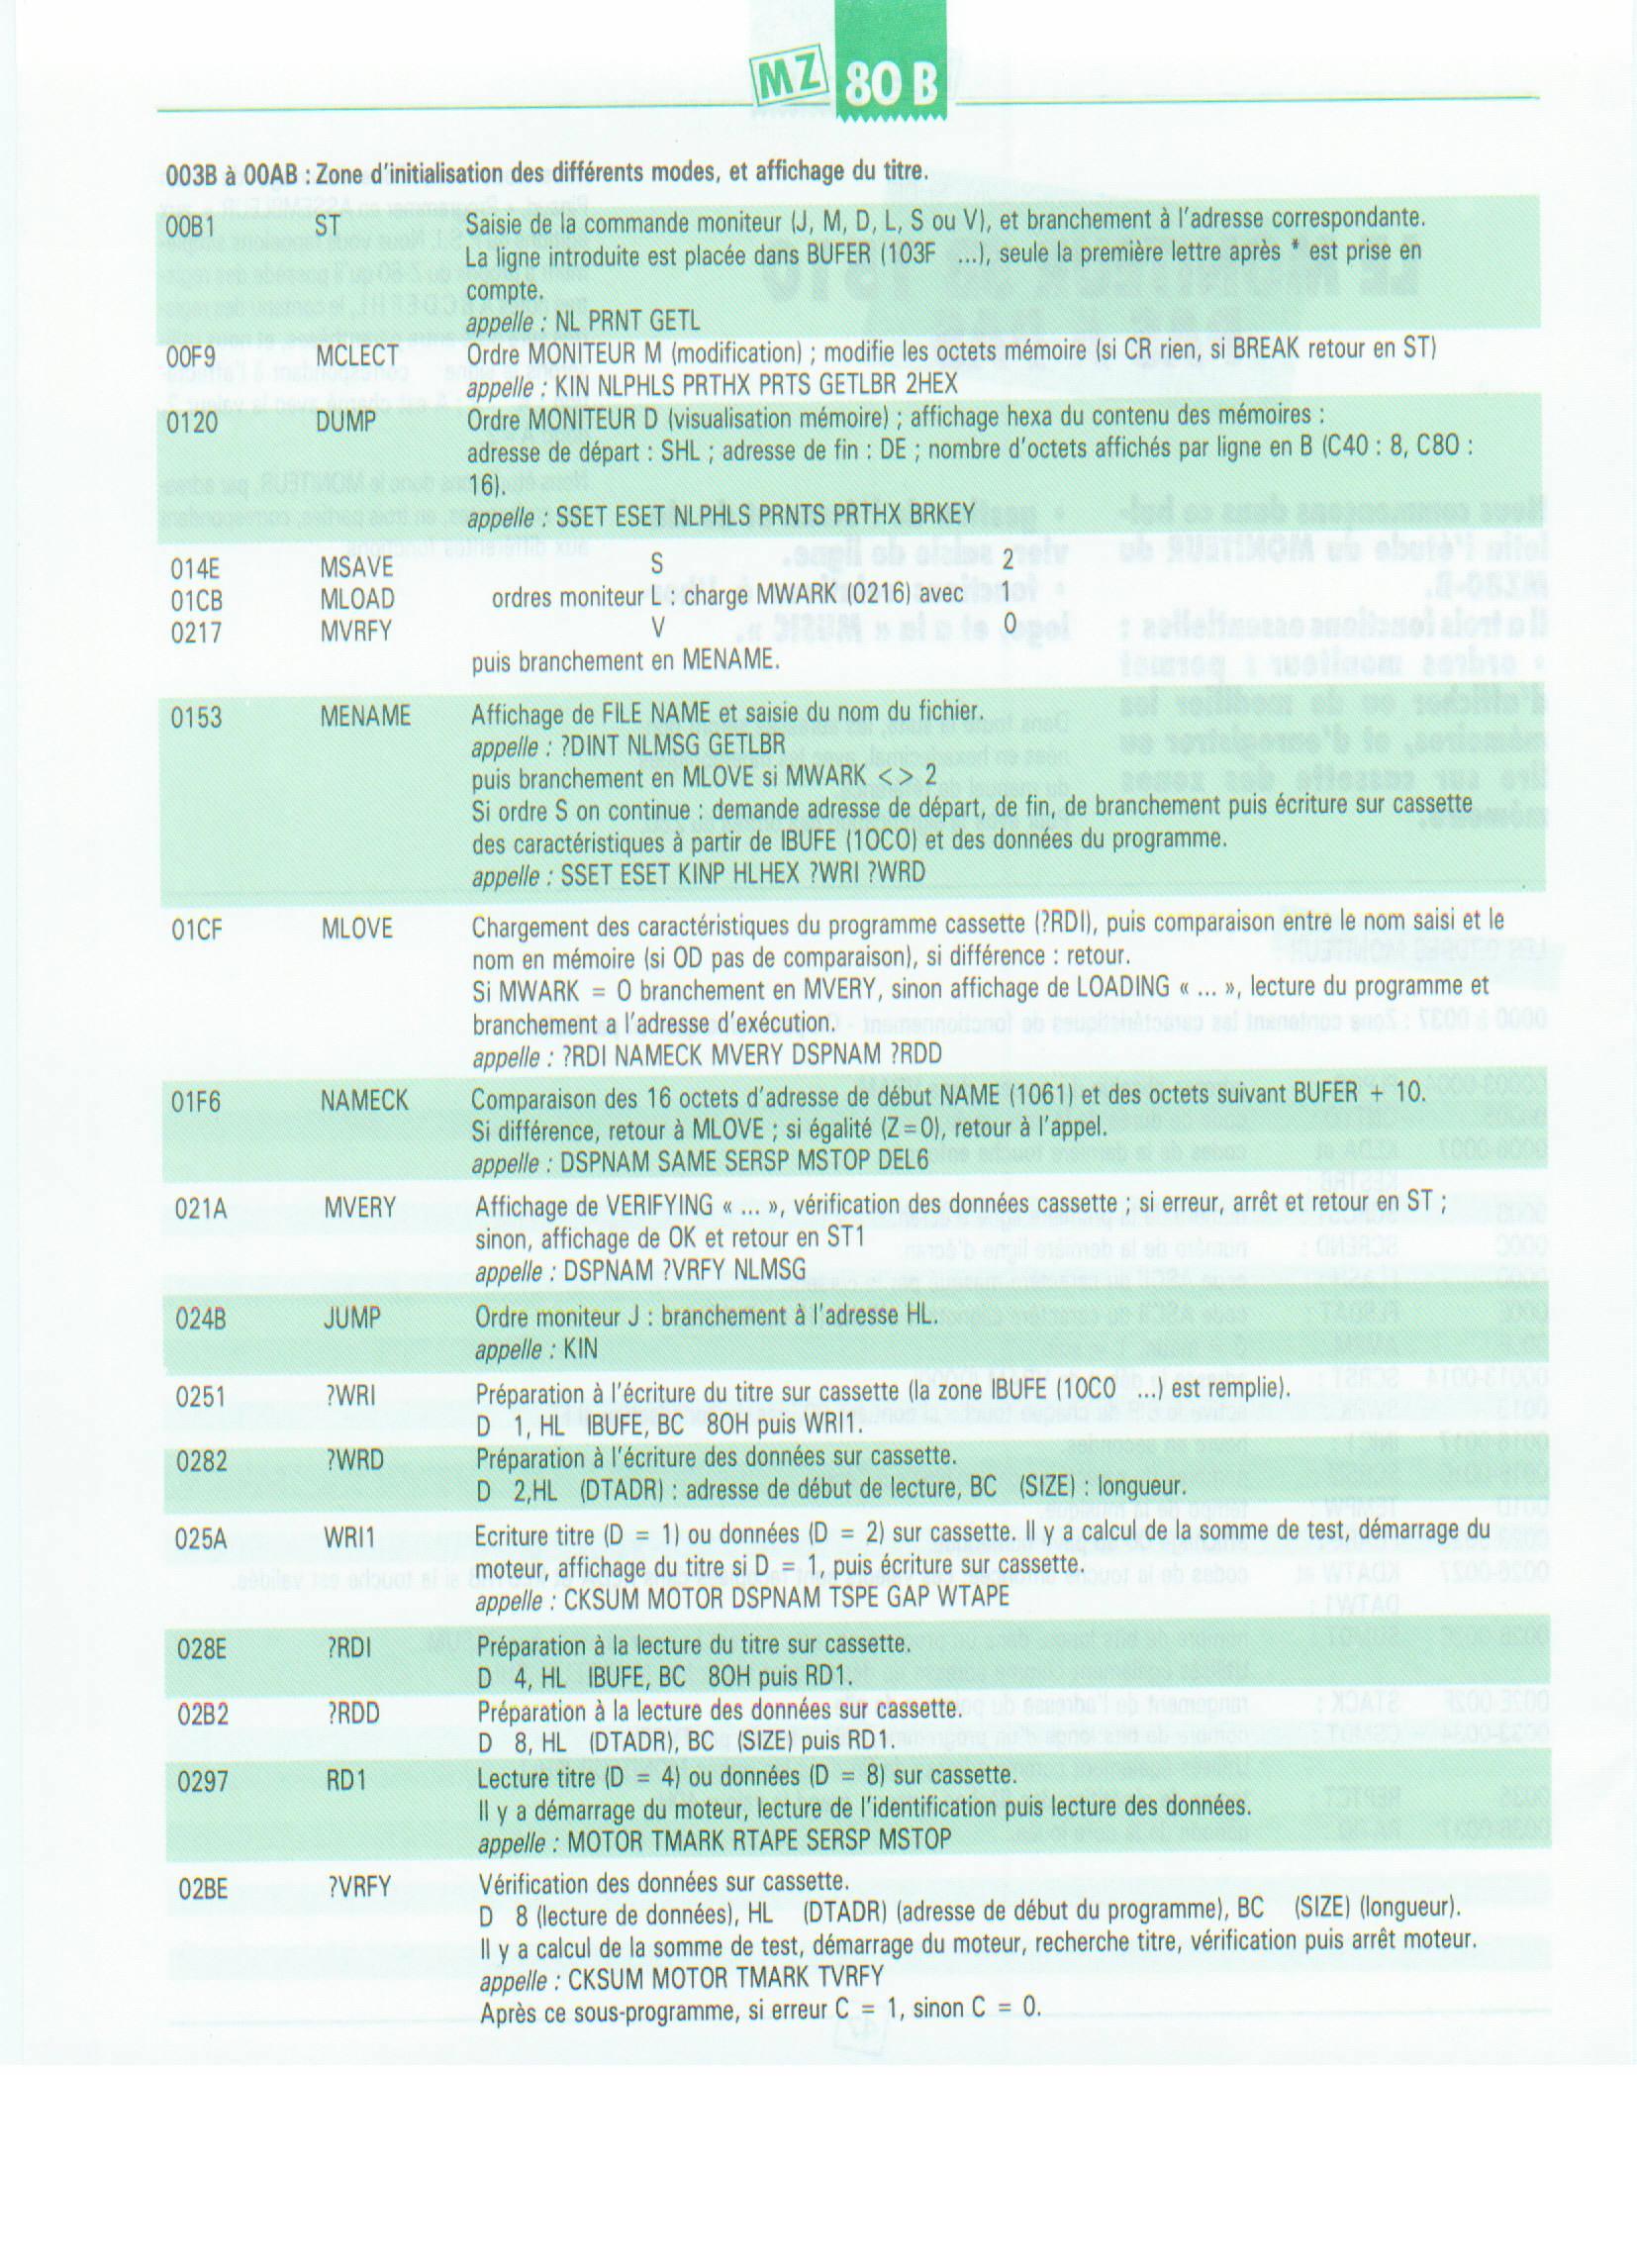 MZ 80 B
003B à 00AB : Zone d'initialisation des différents modes, et affichage du titre.
00B1 ST Saisie de la commande moniteur (J, M, D, L, S ou V), et branchement à l'adresse correspondante.
La ligne introduite est placée dans BUFER (103F ...), seule la première lettre après * est prise en
compte.
appelle : NL PRNT GETL
00F9 MCLECT Ordre MONITEUR M (modification) ; modifie les octets mémoire (si CR rien, si BREAK retour en ST)
appelle : KIN NLPHLS PRTHX PRTS GETLBR 2HEX
0120 DUMP Ordre MONITEUR D (visualisation mémoire) ; affichage hexa du contenu des mémoires :
adresse de départ : SHL ; adresse de fin : DE ; nombre d'octets affichés par ligne en B (C40 : 8, C80 :
16).
appelle : SSET ESET NLPHLS PRNTS PRTHX BRKEY
014E MSAVE S 2
01CB MLOAD ordres moniteur L : charge MWARK (0216) avec 1
0217 MVRFY V 0
puis branchement en MENAME.
0153 MENAME Affichage de FILE NAME et saisie du nom du fichier.
appelle : ?DINT NLMSG GETLBR
puis branchement en MLOVE si MWARK <> 2
Si ordre S on continue : demande adresse de départ, de fin, de branchement puis écriture sur cassette
des caractéristiques à partir de IBUFE (10C0) et des données du programme.
appelle : SSET ESET KINP HLHEX ?WRI ?WRD
01CF MLOVE Chargement des caractéristiques du programme cassette (?RDI), puis comparaison entre le nom saisi et le
nom en mémoire (si OD pas de comparaison), si différence : retour.
Si MWARK = O branchement en MVERY, sinon affichage de LOADING « ... », lecture du programme et
branchement a l'adresse d'exécution.
appelle : ?RDI NAMECK MVERY DSPNAM ?RDD
01F6 NAMECK Comparaison des 16 octets d'adresse de début NAME (1061) et des octets suivant BUFER + 10.
Si différence, retour à MLOVE ; si égalité (Z=0), retour à l'appel.
appelle : DSPNAM SAME SERSP MSTOP DEL6
021A MVERY Affichage de VERIFYING « ... », vérification des données cassette ; si erreur, arrêt et retour en ST ;
sinon, affichage de OK et retour en ST1
appelle : DSPNAM ?VRFY NLMSG
024B JUMP Ordre moniteur J : branchement à l'adresse HL.
appelle : KIN
0251 ?WRI Préparation à l'écriture du titre sur cassette (la zone IBUFE (10C0 ...) est remplie).
D 1, HL IBUFE, BC 80H puis WRI1.
0282 ?WRD Préparation à l'écriture des données sur cassette.
D 2,HL (DTADR) : adresse de début de lecture, BC (SIZE) : longueur.
025A WRI1 Ecriture titre (D = 1) ou données (D = 2) sur cassette. Il y a calcul de la somme de test, démarrage du
moteur, affichage du titre si D = 1, puis écriture sur cassette.
appelle : CKSUM MOTOR DSPNAM TSPE GAP WTAPE
028E ?RDI Préparation à la lecture du titre sur cassette.
D 4, HL IBUFE, BC 80H puis RD1.
02B2 ?RDD Préparation à la lecture des données sur cassette.
D 8, HL (DTADR), BC (SIZE) puis RD1.
0297 RD1 Lecture titre (D = 4) ou données (D = 8) sur cassette.
Il y a démarrage du moteur, lecture de l'identification puis lecture des données.
appelle : MOTOR TMARK RTAPE SERSP MSTOP
02BE ?VRFY Vérification des données sur cassette.
D 8 (lecture de données), HL (DTADR) (adresse de début du programme), BC (SIZE) (longueur).
Il y a calcul de la somme de test, démarrage du moteur, recherche titre, vérification puis arrêt moteur.
appelle : CKSUM MOTOR TMARK TVRFY
Après ce sous-programme, si erreur C = 1, sinon C = 0.